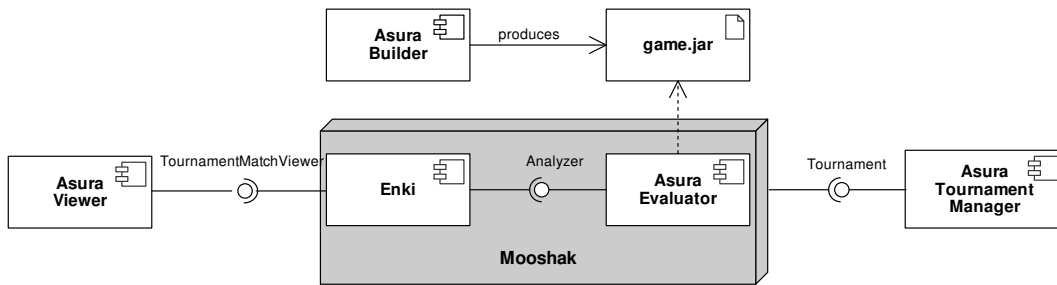 Asura
Builder
produces
game.jar
TournamentMatchViewer
Analyzer
Tournament
Asura
Viewer
Enki
Asura
Evaluator
Asura
Tournament
Manager
Mooshak